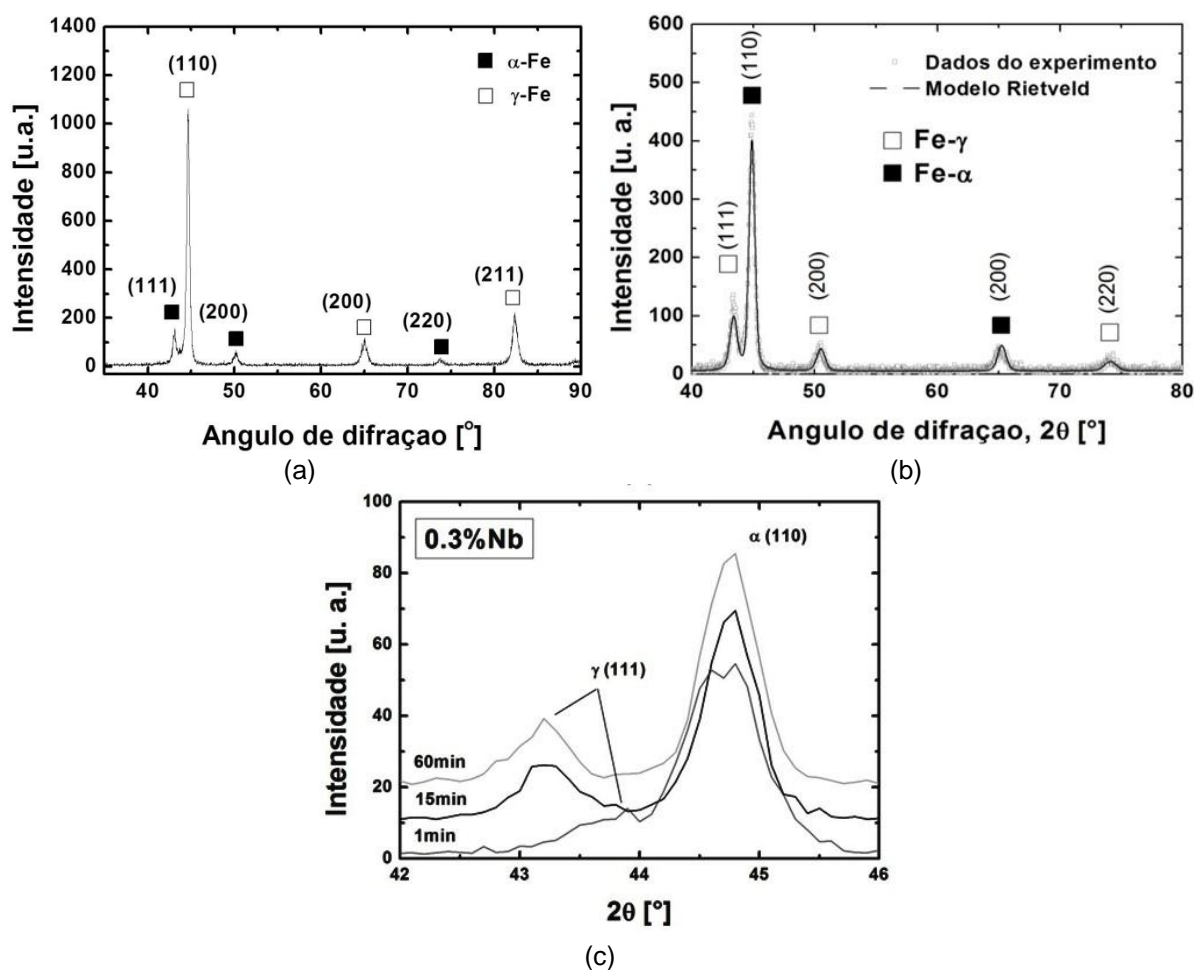 1400
1200
1000
800
600
400
200
0
40 50 60 70 80 90
Intensidade [u.a.]
Angulo de difraçao [°]
(111)
(110)
(200)
(200)
(220)
(211)
α-Fe
γ-Fe
(a)
600
500
400
300
200
100
0
40 50 60 70 80
Intensidade [u. a.]
Angulo de difraçao, 2θ [°]
(111)
(110)
(200)
(200)
(220)
Dados do experimento
Modelo Rietveld
Fe-γ
Fe-α
(b)
100
80
60
40
20
0
42 43 44 45 46
Intensidade [u. a.]
2θ [°]
0.3%Nb
α (110)
γ (111)
60min
15min
1min
(c)